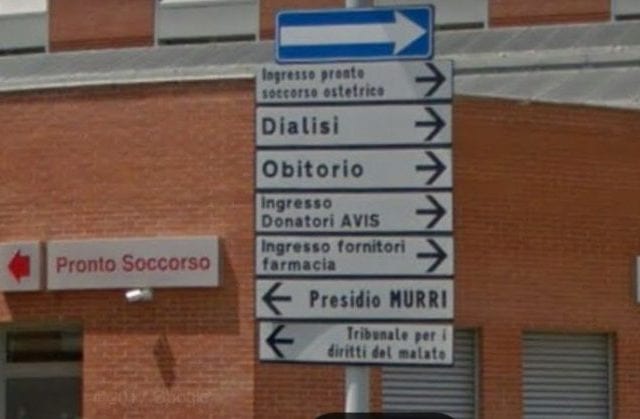 Ingresso pronto
soccorso ostetrico
Dialisi
Obitorio
Ingresso
Donatori AVIS
Ingresso fornitori
farmacia
Presidio MURRI
Tribunale per i
diritti del malato
Pronto Soccorso